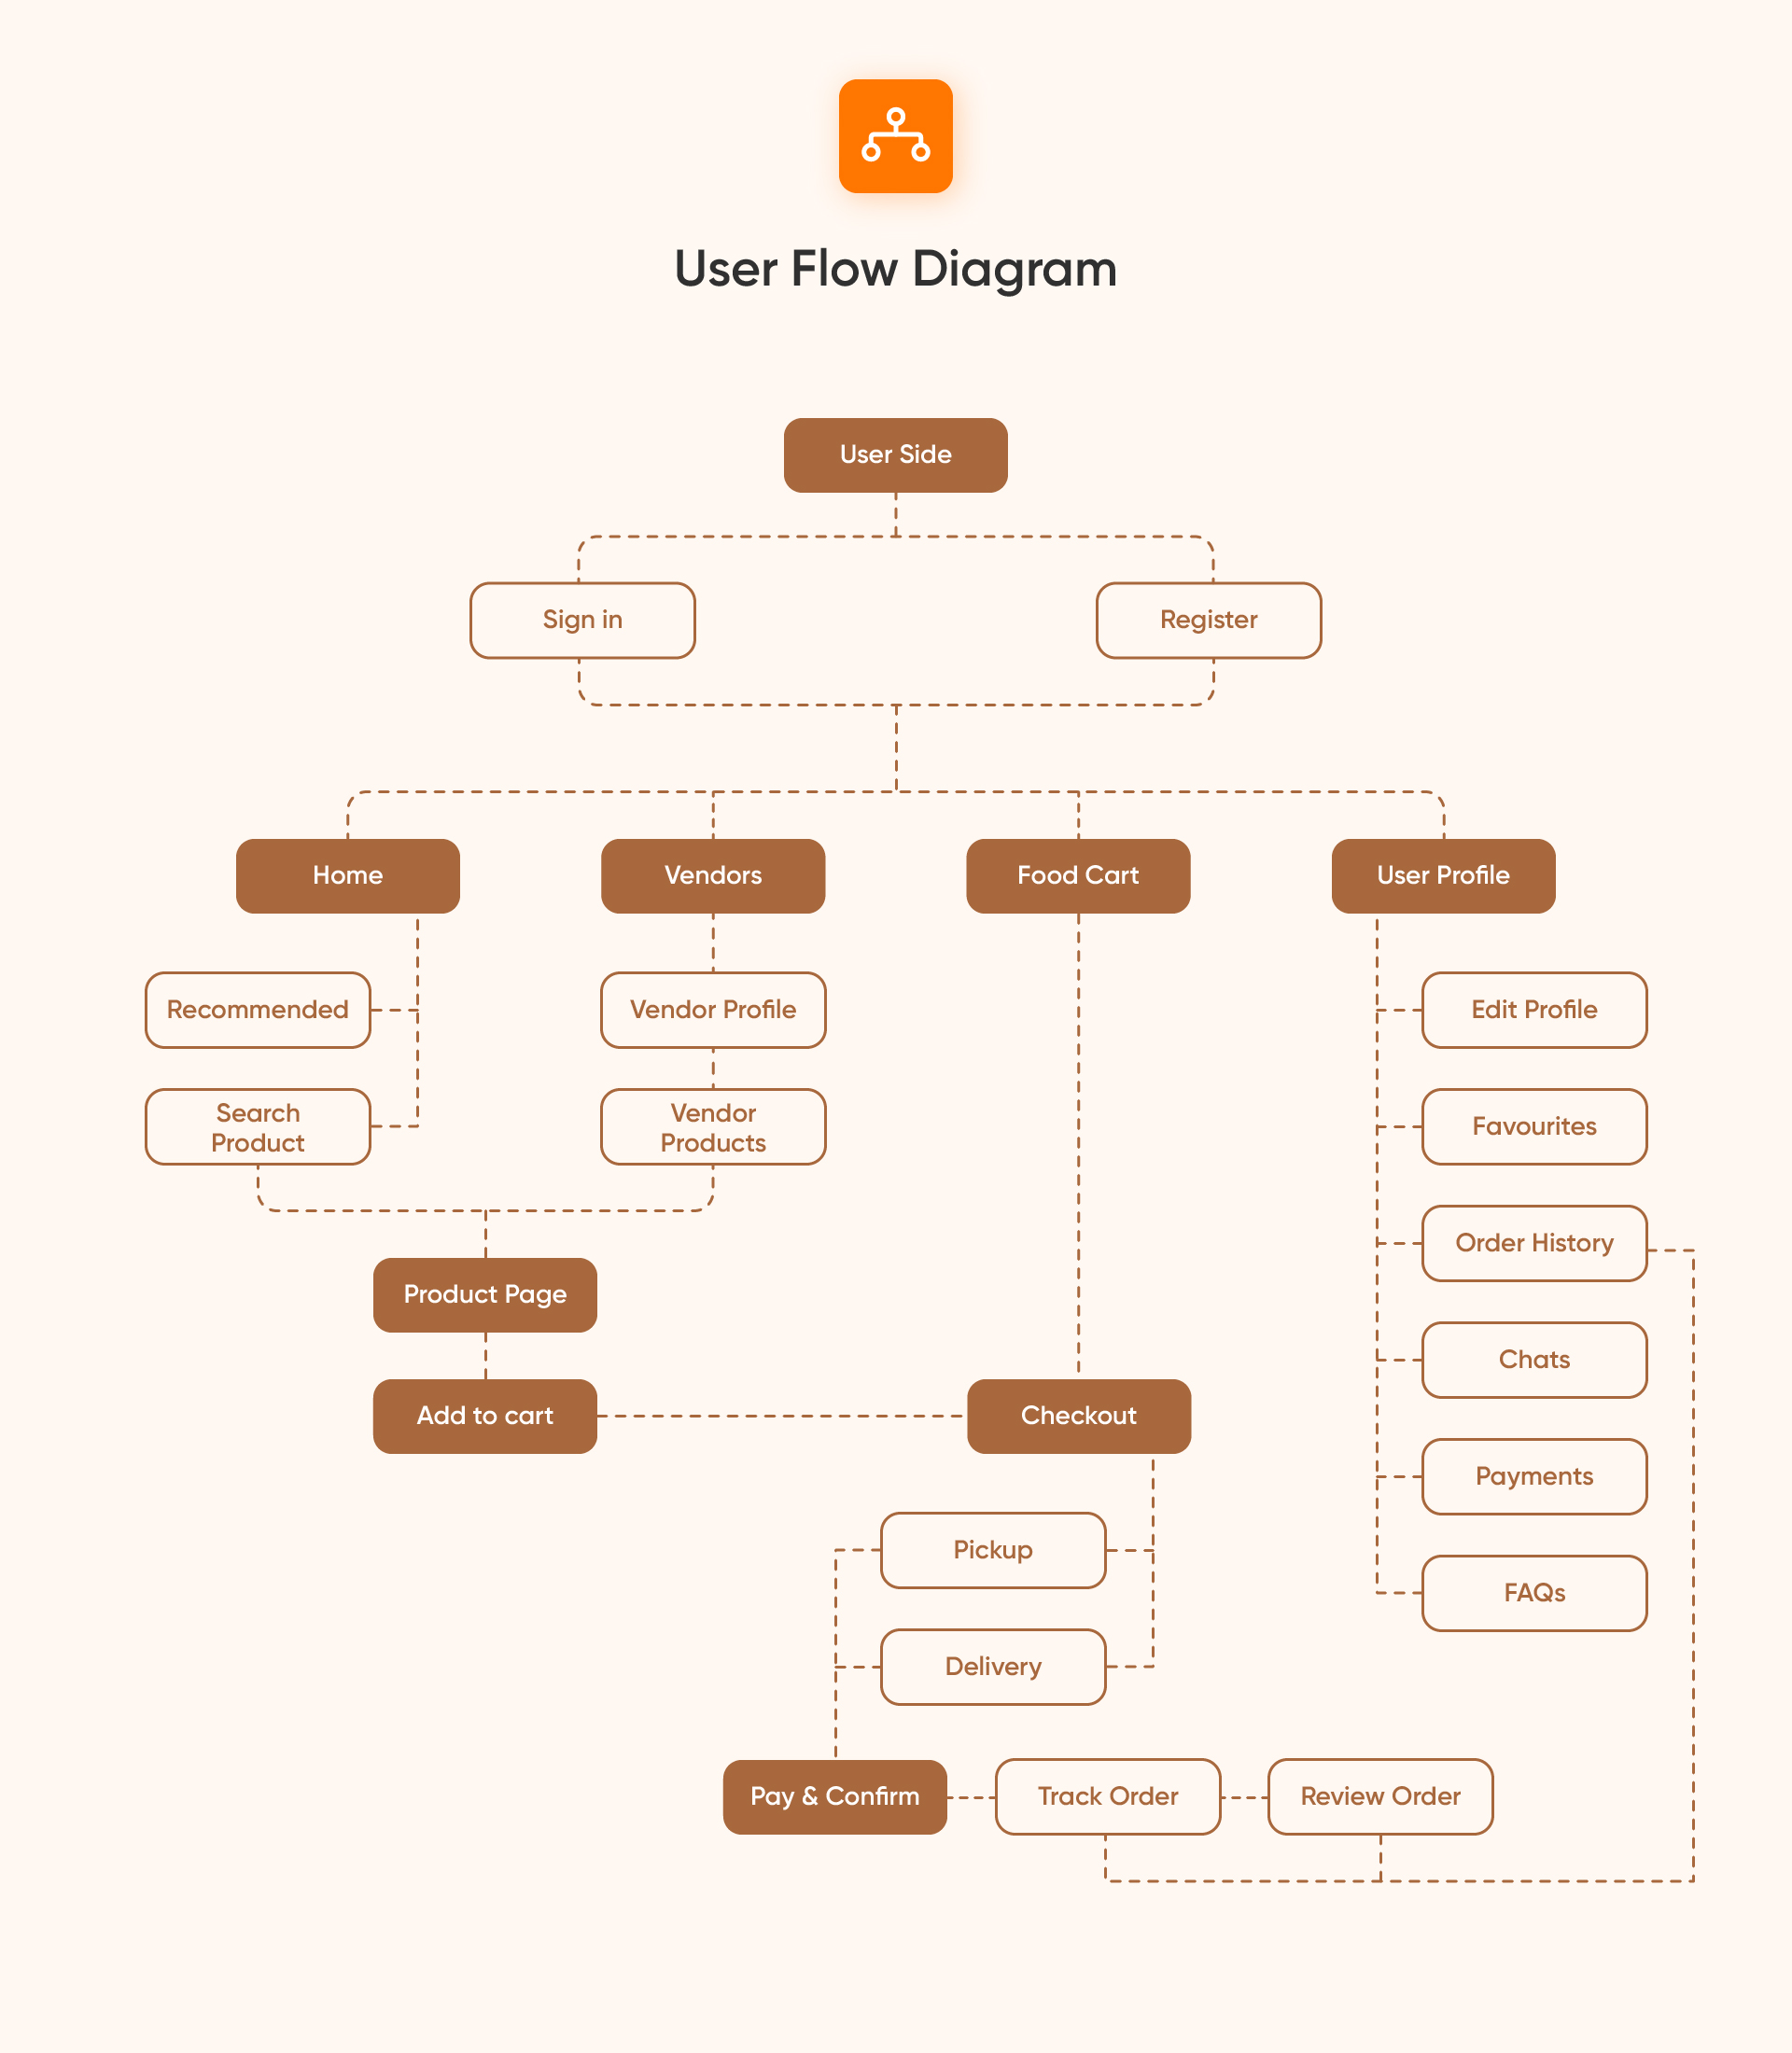 User Flow Diagram
User Side
Sign in
Register
Home
Vendors
Food Cart
User Profile
Recommended
Vendor Profile
Edit Profile
Search
Product
Vendor
Products
Favourites
Order History
Product Page
Chats
Add to cart
Checkout
Payments
Pickup
FAQs
Delivery
Pay & Confirm
Track Order
Review Order